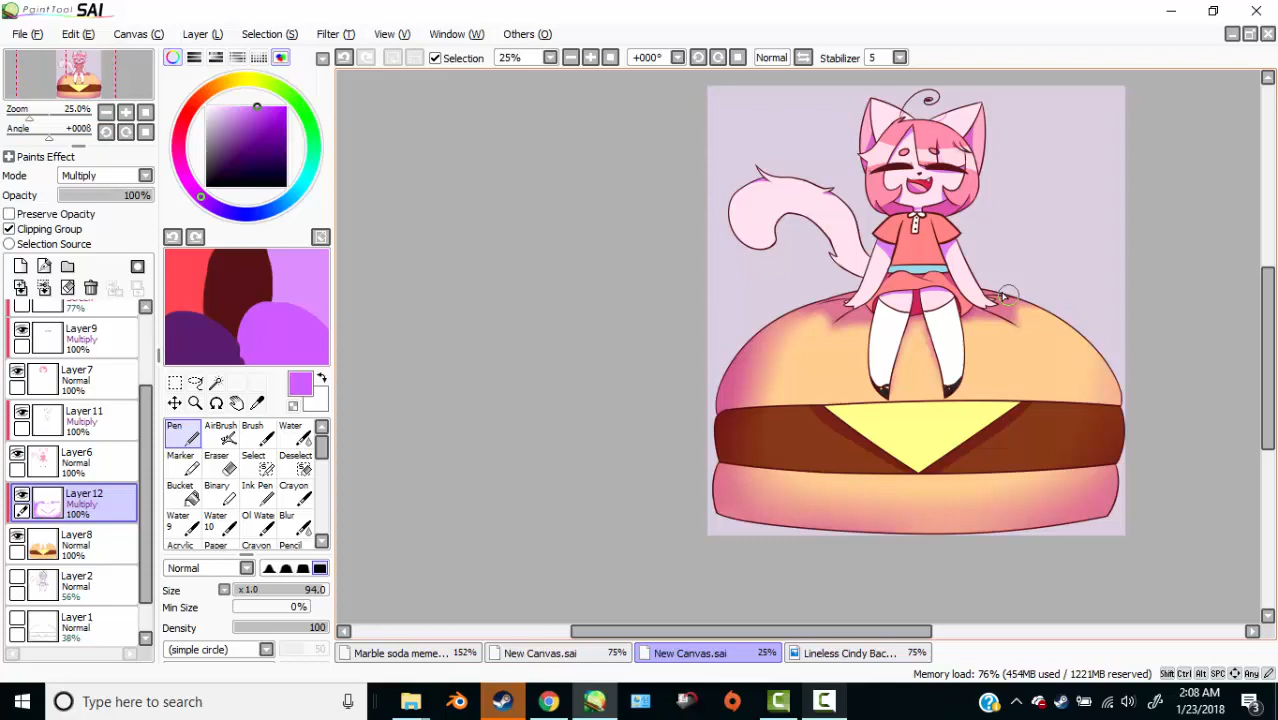 PaintTool SAI
File (F) Edit (E) Canvas (C) Layer (L) Selection (S) Filter (T) View (V) Window (W) Others (O)
Selection 25% +000° Normal Stabilizer 5
Zoom 25.0%
Angle
Paints Effect
Mode Multiply
Opacity 100%
Preserve Opacity
Clipping Group
Selection Source
77%
Layer9
Multiply
100%
Layer7
Normal
100%
Layer11
Multiply
100%
Layer6
Normal
100%
Layer12
Multiply
100%
Layer8
Normal
100%
Layer2
Normal
56%
Layer1
Normal
38%
Pen AirBrush Brush Water
Marker Eraser Select Deselect
Bucket Binary Ink Pen Crayon
Water 9 Water 10 Ol Wate Blur
Acrylic Paper Crayon Pencil
Normal
Size x 1.0 94.0
Min Size 0%
Density 100
(simple circle) 50
Marble soda meme... 152% New Canvas.sai 75% New Canvas.sai 25% Lineless Cindy Bac... 75%
Memory load: 76% (454MB used / 1221MB reserved) Shift Ctrl Alt SPC Any
Type here to search
2:08 AM
1/23/2018
3